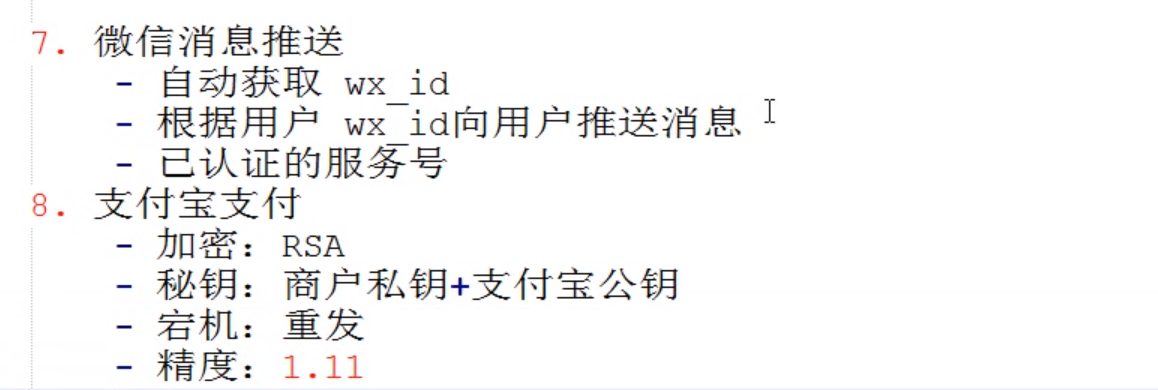 7. 微信消息推送
- 自动获取 wx_id
- 根据用户 wx_id向用户推送消息
- 已认证的服务号
8. 支付宝支付
- 加密：RSA
- 秘钥：商户私钥+支付宝公钥
- 宕机：重发
- 精度：1.11